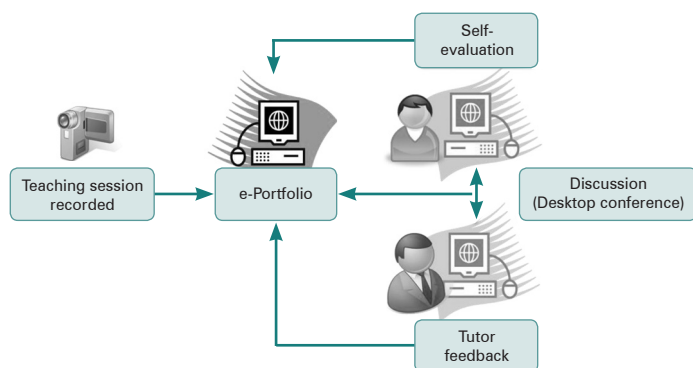 Self-
evaluation
Teaching session
recorded
e-Portfolio
Discussion
(Desktop conference)
Tutor
feedback